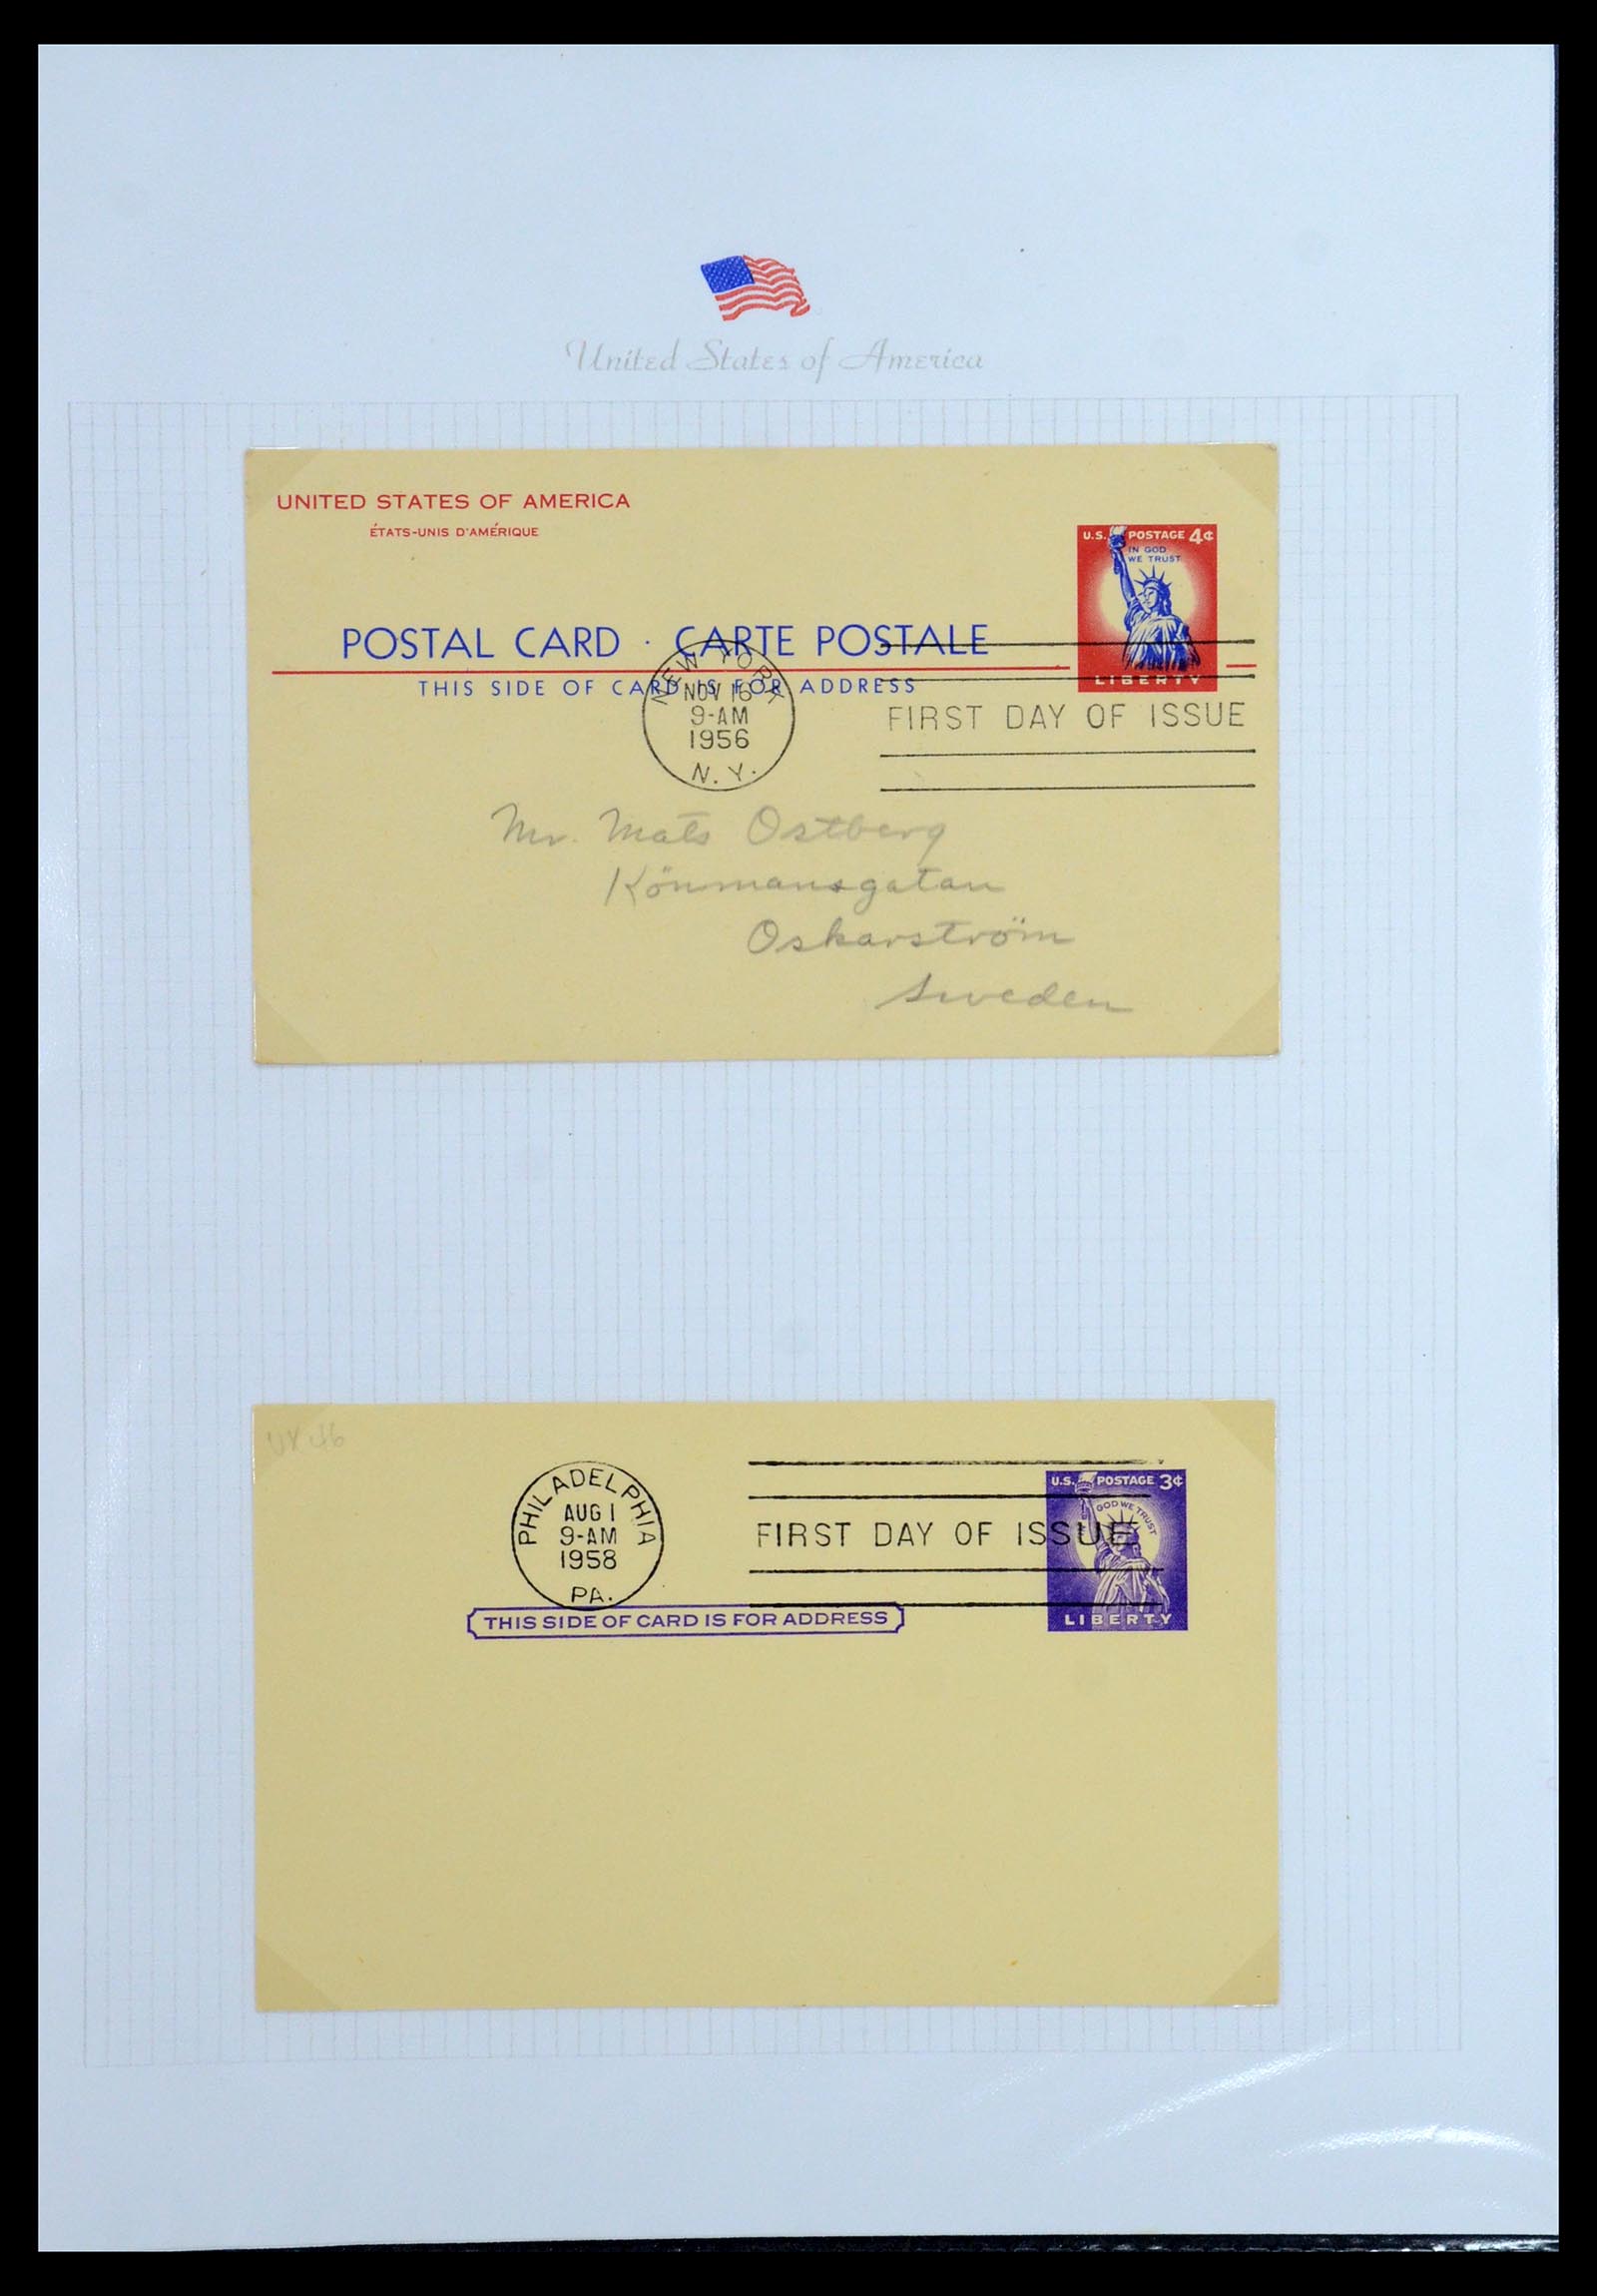 United States of America
UNITED STATES OF AMERICA
ÉTATS-UNIS D'AMÉRIQUE
U.S. POSTAGE 4¢
IN GOD
WE TRUST
LIBERTY
POSTAL CARD · CARTE POSTALE
THIS SIDE OF CARD IS FOR ADDRESS
NEW YORK
NOV 16
9-AM
1956
N. Y.
FIRST DAY OF ISSUE
Mr. Mats Ostberg
Könmansgatan
Oskarström
Sweden
PHILADELPHIA
AUG 1
9-AM
1958
PA.
FIRST DAY OF ISSUE
U.S. POSTAGE 3¢
GOD WE TRUST
LIBERTY
THIS SIDE OF CARD IS FOR ADDRESS